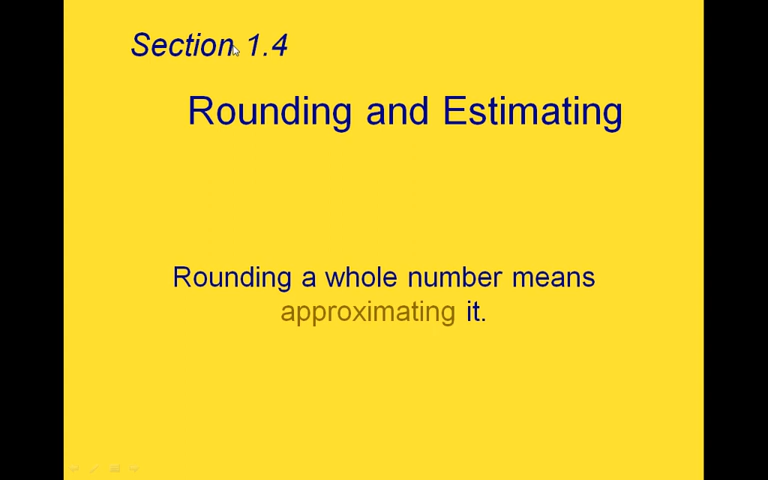 Section 1.4
Rounding and Estimating
Rounding a whole number means
approximating it.